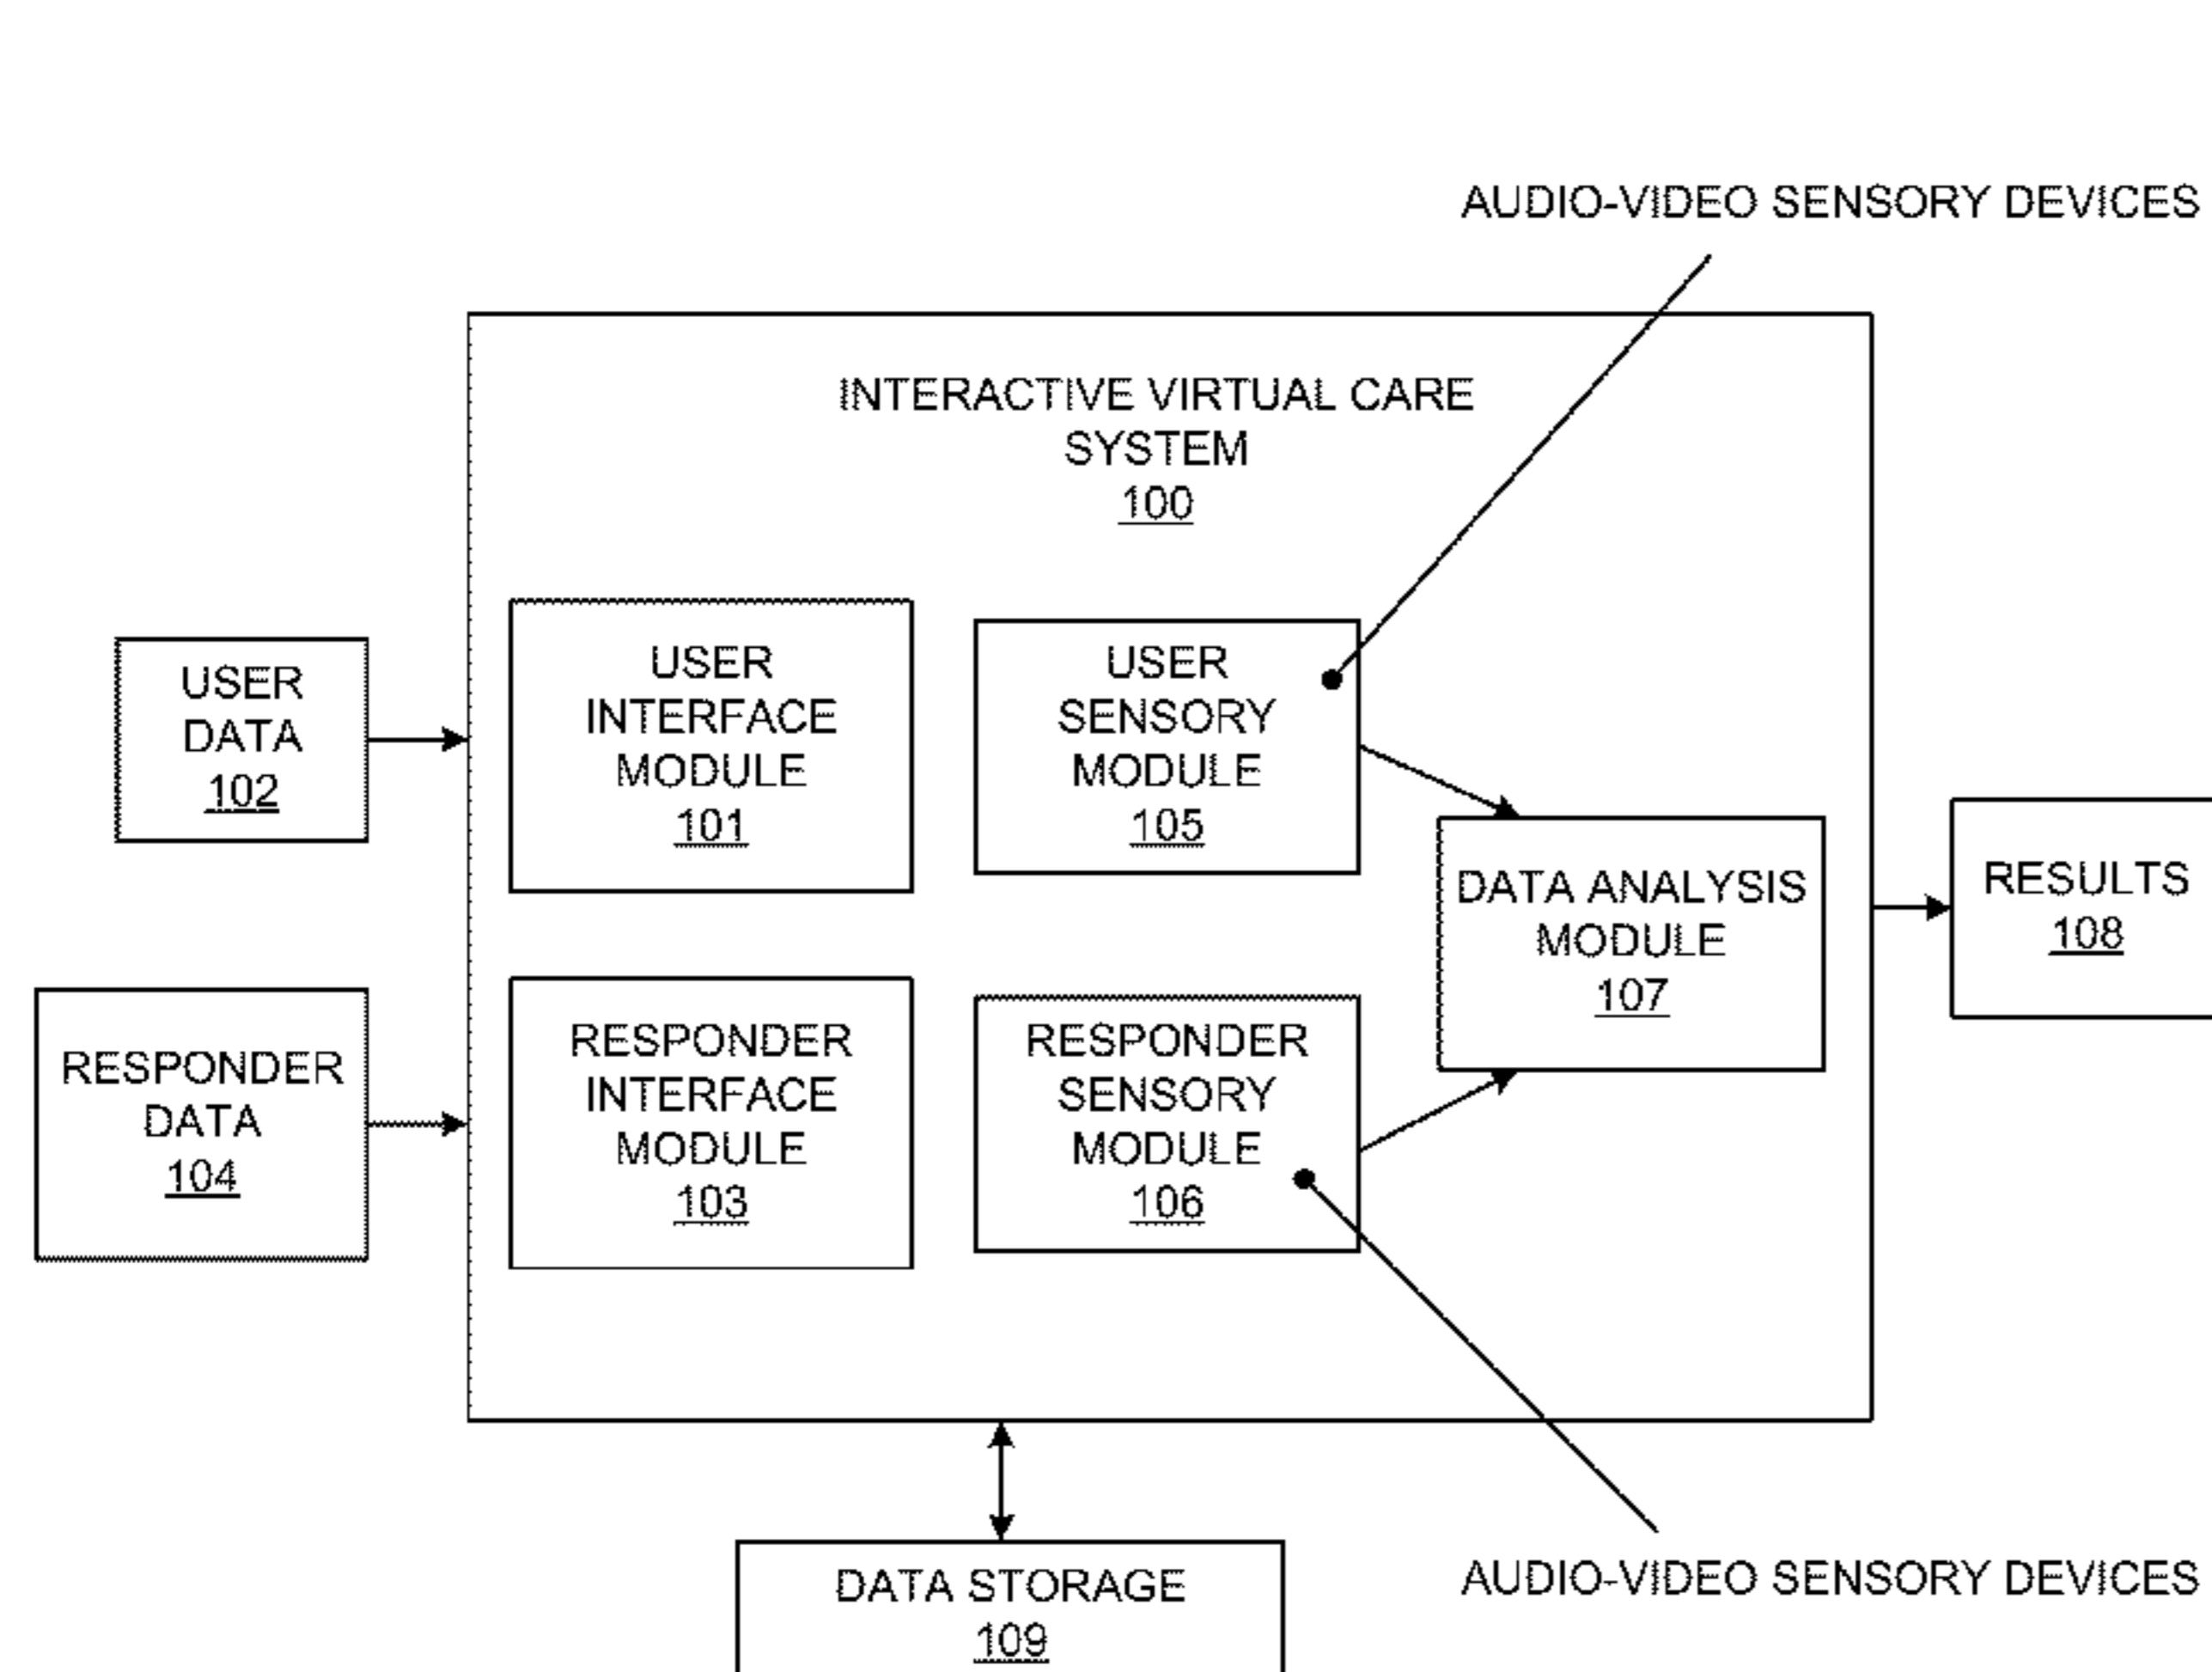 AUDIO-VIDEO SENSORY DEVICES
INTERACTIVE VIRTUAL CARE
SYSTEM
100
USER
DATA
102
USER
INTERFACE
MODULE
101
USER
SENSORY
MODULE
105
DATA ANALYSIS
MODULE
107
RESULTS
108
RESPONDER
DATA
104
RESPONDER
INTERFACE
MODULE
103
RESPONDER
SENSORY
MODULE
106
DATA STORAGE
109
AUDIO-VIDEO SENSORY DEVICES